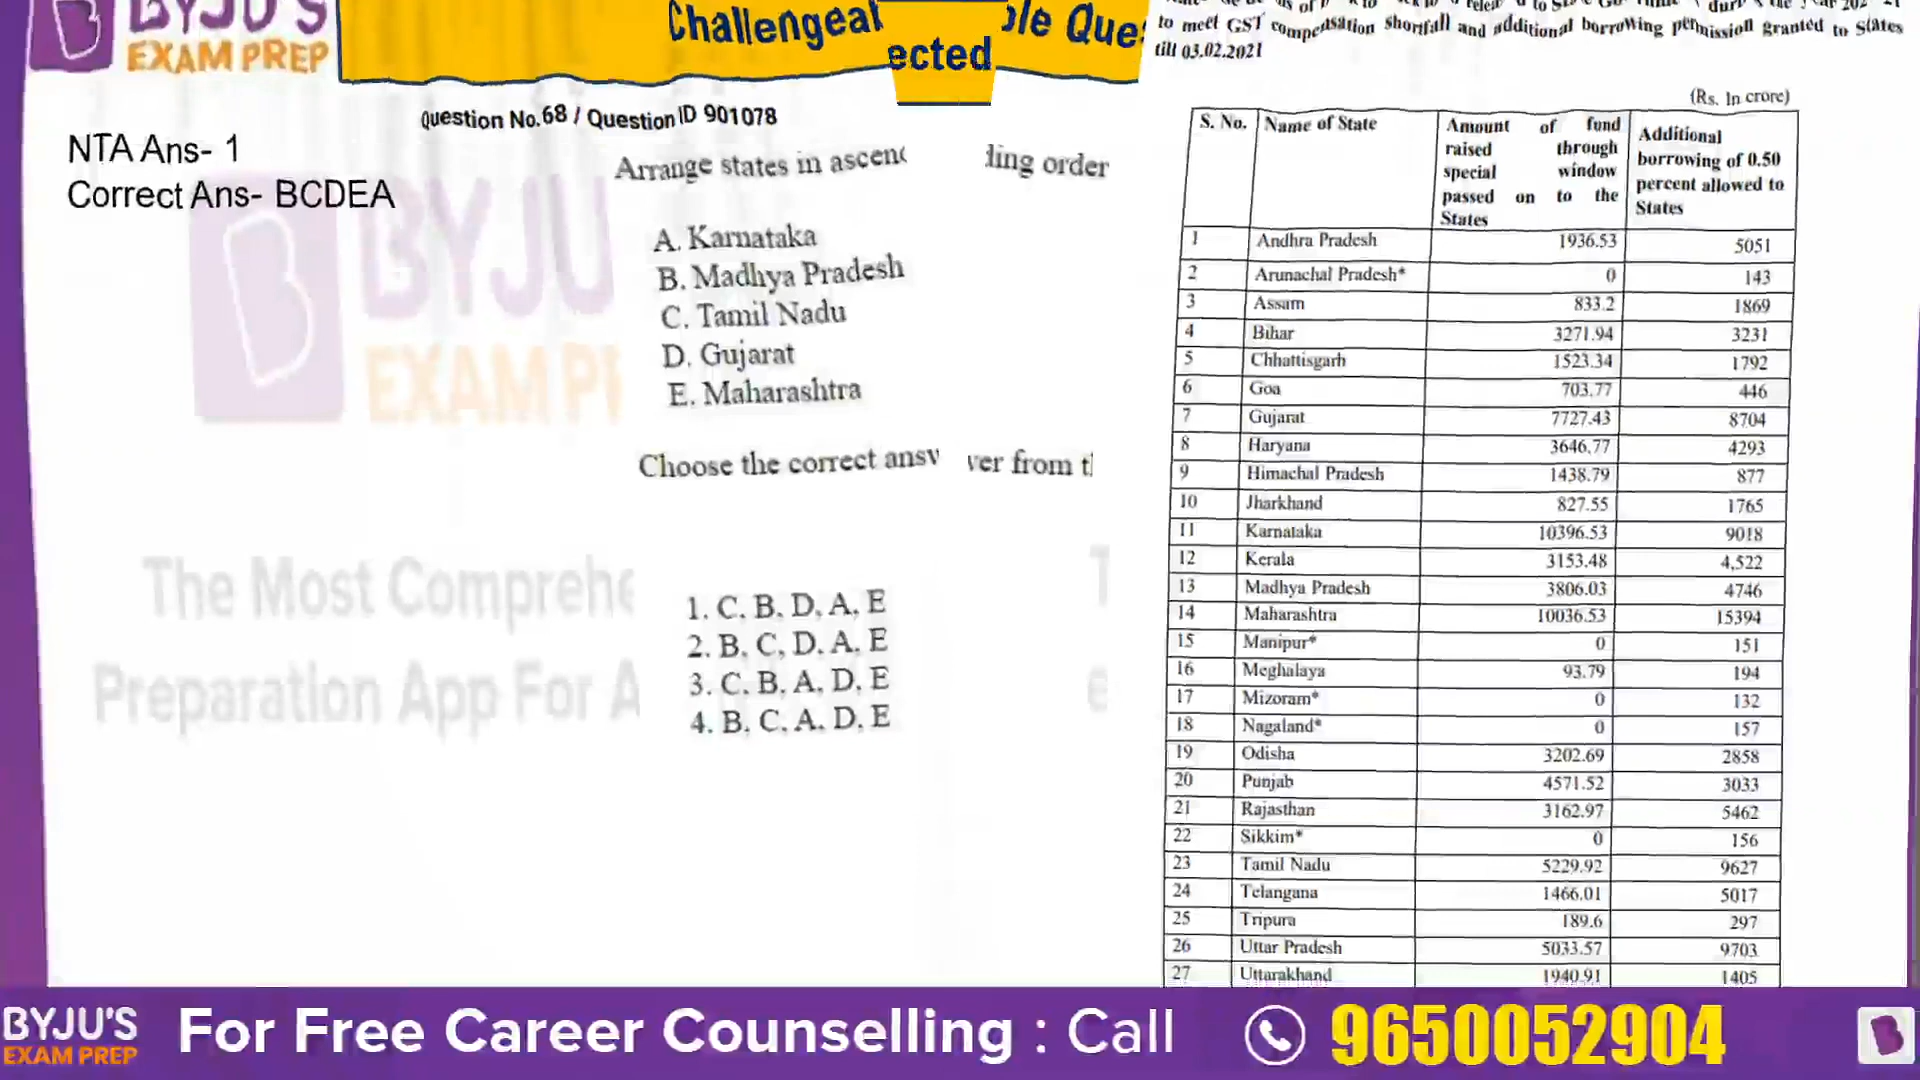 BYJU'S
EXAM PREP
Challengeal
ble Que
ected
to meet GST compensation shortfall and additional borrowing permission granted to States
till 03.02.2021
(Rs. In crore)
Question No.68 / Question ID 901078
NTA Ans- 1
Correct Ans- BCDEA
Arrange states in ascen ding order
A. Karnataka
B. Madhya Pradesh
C. Tamil Nadu
D. Gujarat
E. Maharashtra
Choose the correct answ ver from t
1. C, B, D, A, E
2. B, C, D, A, E
3. C, B, A, D, E
4. B, C, A, D, E
BYJU
EXAM P
The Most Comprehe
Preparation App For A
S. No. Name of State Amount of fund raised through special window passed on to the States Additional borrowing of 0.50 percent allowed to States
1 Andhra Pradesh 1936.53 5051
2 Arunachal Pradesh* 0 143
3 Assam 833.2 1869
4 Bihar 3271.94 3231
5 Chhattisgarh 1523.34 1792
6 Goa 703.77 446
7 Gujarat 7727.43 8704
8 Haryana 3646.77 4293
9 Himachal Pradesh 1438.79 877
10 Jharkhand 827.55 1765
11 Karnataka 10396.53 9018
12 Kerala 3153.48 4,522
13 Madhya Pradesh 3806.03 4746
14 Maharashtra 10036.53 15394
15 Manipur* 0 151
16 Meghalaya 93.79 194
17 Mizoram* 0 132
18 Nagaland* 0 157
19 Odisha 3202.69 2858
20 Punjab 4571.52 3033
21 Rajasthan 3162.97 5462
22 Sikkim* 0 156
23 Tamil Nadu 5229.92 9627
24 Telangana 1466.01 5017
25 Tripura 189.6 297
26 Uttar Pradesh 5033.57 9703
27 Uttarakhand 1940.91 1405
BYJU'S
EXAM PREP
For Free Career Counselling : Call
9650052904